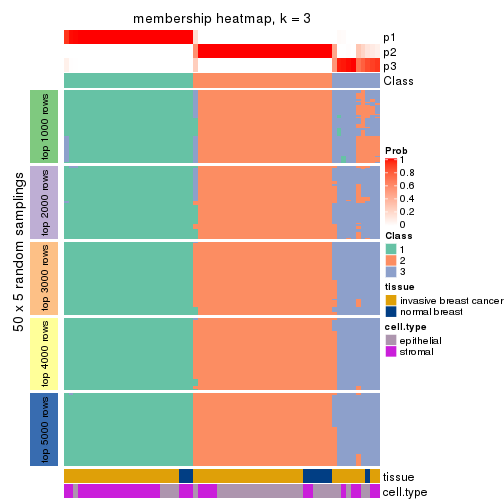 membership heatmap, k = 3
p1
p2
p3
Class
50 x 5 random samplings
top 1000 rows
top 2000 rows
top 3000 rows
top 4000 rows
top 5000 rows
Prob
1
0.8
0.6
0.4
0.2
0
Class
1
2
3
tissue
invasive breast cancer
normal breast
cell.type
epithelial
stromal
tissue
cell.type